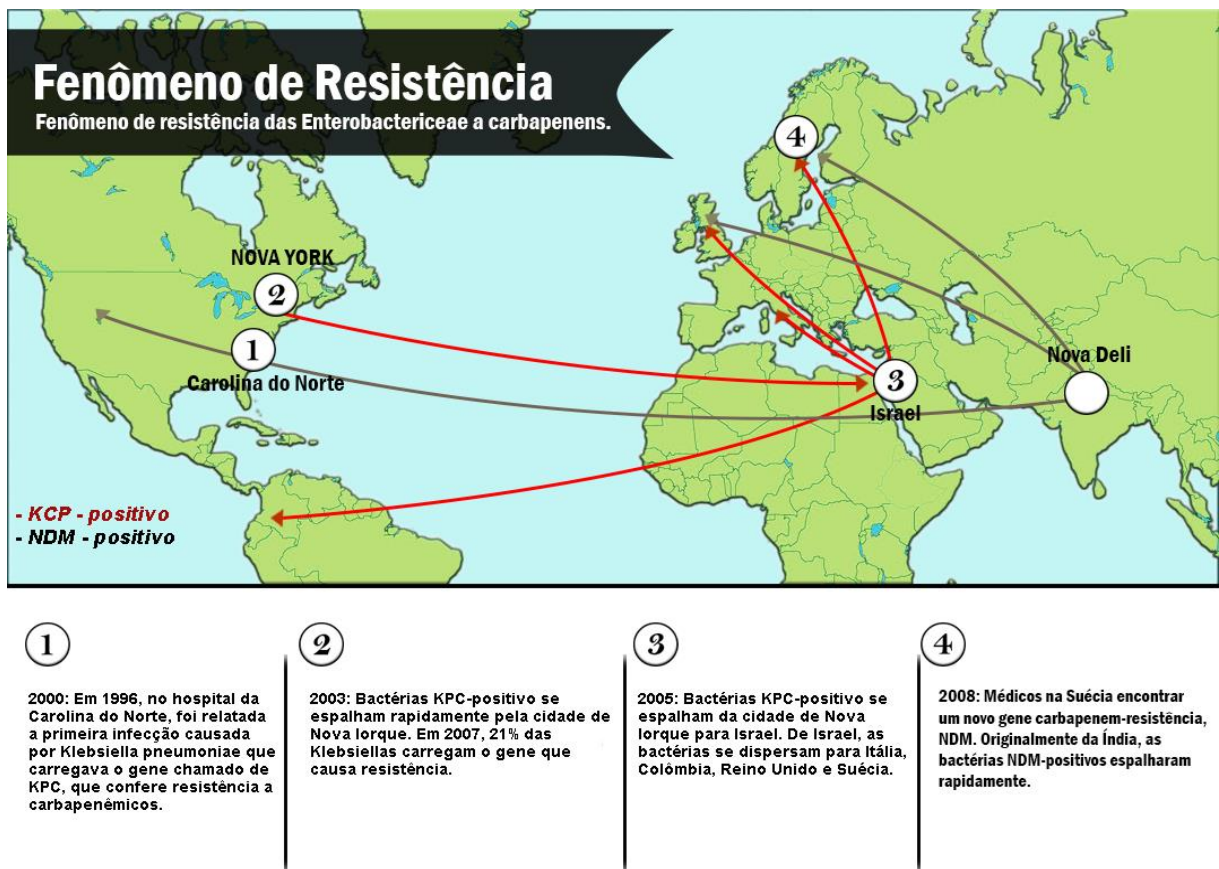 Fenômeno de Resistência
Fenômeno de resistência das Enterobactericeae a carbapenens.
4
NOVA YORK
2
1
Carolina do Norte
3
Israel
Nova Deli
- KCP - positivo
- NDM - positivo
1
2000: Em 1996, no hospital da
Carolina do Norte, foi relatada
a primeira infecção causada
por Klebsiella pneumoniae que
carregava o gene chamado de
KPC, que confere resistência a
carbapenêmicos.
2
2003: Bactérias KPC-positivo se
espalham rapidamente pela cidade de
Nova Iorque. Em 2007, 21% das
Klebsiellas carregam o gene que
causa resistência.
3
2005: Bactérias KPC-positivo se
espalham da cidade de Nova
Iorque para Israel. De Israel, as
bactérias se dispersam para Itália,
Colômbia, Reino Unido e Suécia.
4
2008: Médicos na Suécia encontrar
um novo gene carbapenem-resistência,
NDM. Originalmente da Índia, as
bactérias NDM-positivos espalharam
rapidamente.